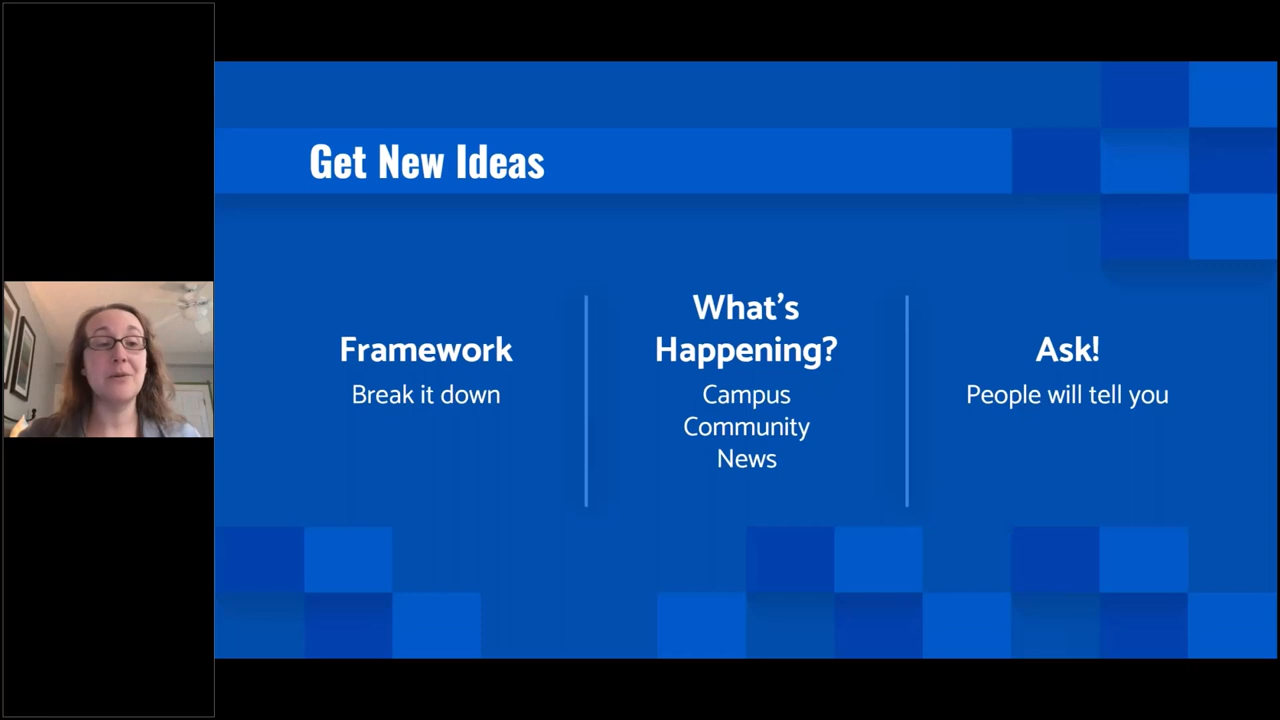 Get New Ideas
Framework
Break it down
What’s
Happening?
Campus
Community
News
Ask!
People will tell you